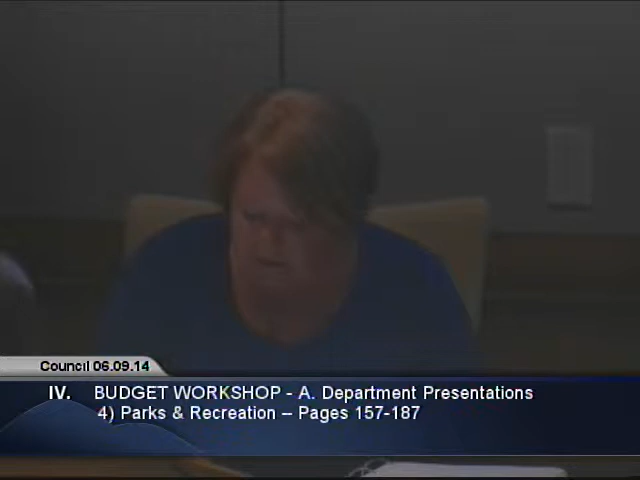 Council 06.09.14
IV. BUDGET WORKSHOP - A. Department Presentations
4) Parks & Recreation – Pages 157-187